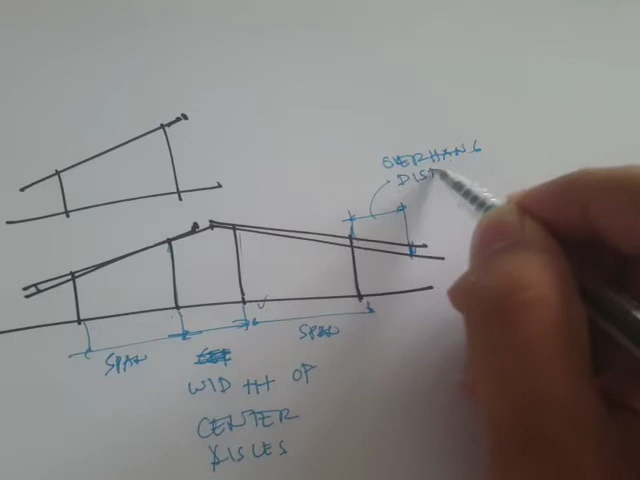 OVERHANG
DIST
SPAN
SPAN
WIDTH OF
CENTER
AISLES